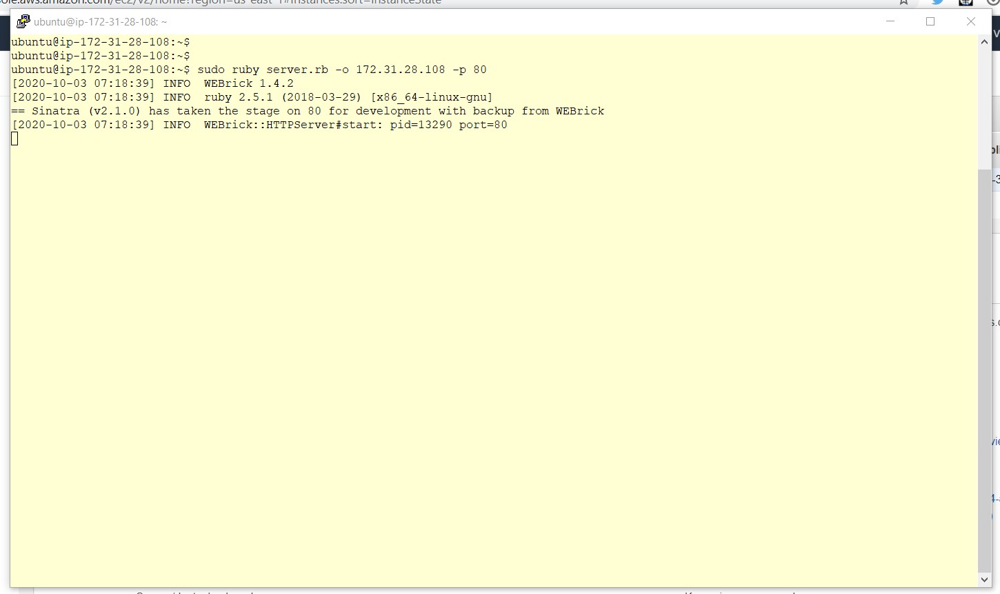 ole.aws.amazon.com/ec2/v2/home?region=us-east-1#Instances:sort=instanceState
ubuntu@ip-172-31-28-108: ~
ubuntu@ip-172-31-28-108:~$
ubuntu@ip-172-31-28-108:~$
ubuntu@ip-172-31-28-108:~$ sudo ruby server.rb -o 172.31.28.108 -p 80
[2020-10-03 07:18:39] INFO  WEBrick 1.4.2
[2020-10-03 07:18:39] INFO  ruby 2.5.1 (2018-03-29) [x86_64-linux-gnu]
== Sinatra (v2.1.0) has taken the stage on 80 for development with backup from WEBrick
[2020-10-03 07:18:39] INFO  WEBrick::HTTPServer#start: pid=13290 port=80